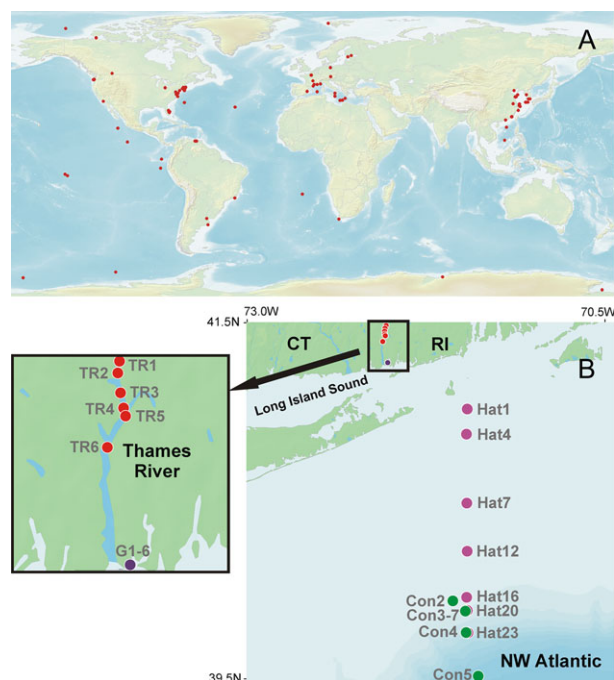 A
73.0W
70.5W
41.5N
CT
RI
B
Long Island Sound
TR1
TR2
TR3
TR4
TR5
TR6
Thames
River
G1-6
Hat1
Hat4
Hat7
Hat12
Hat16
Con2
Hat20
Con3-7
Con4
Hat23
NW Atlantic
Con5
39.5N